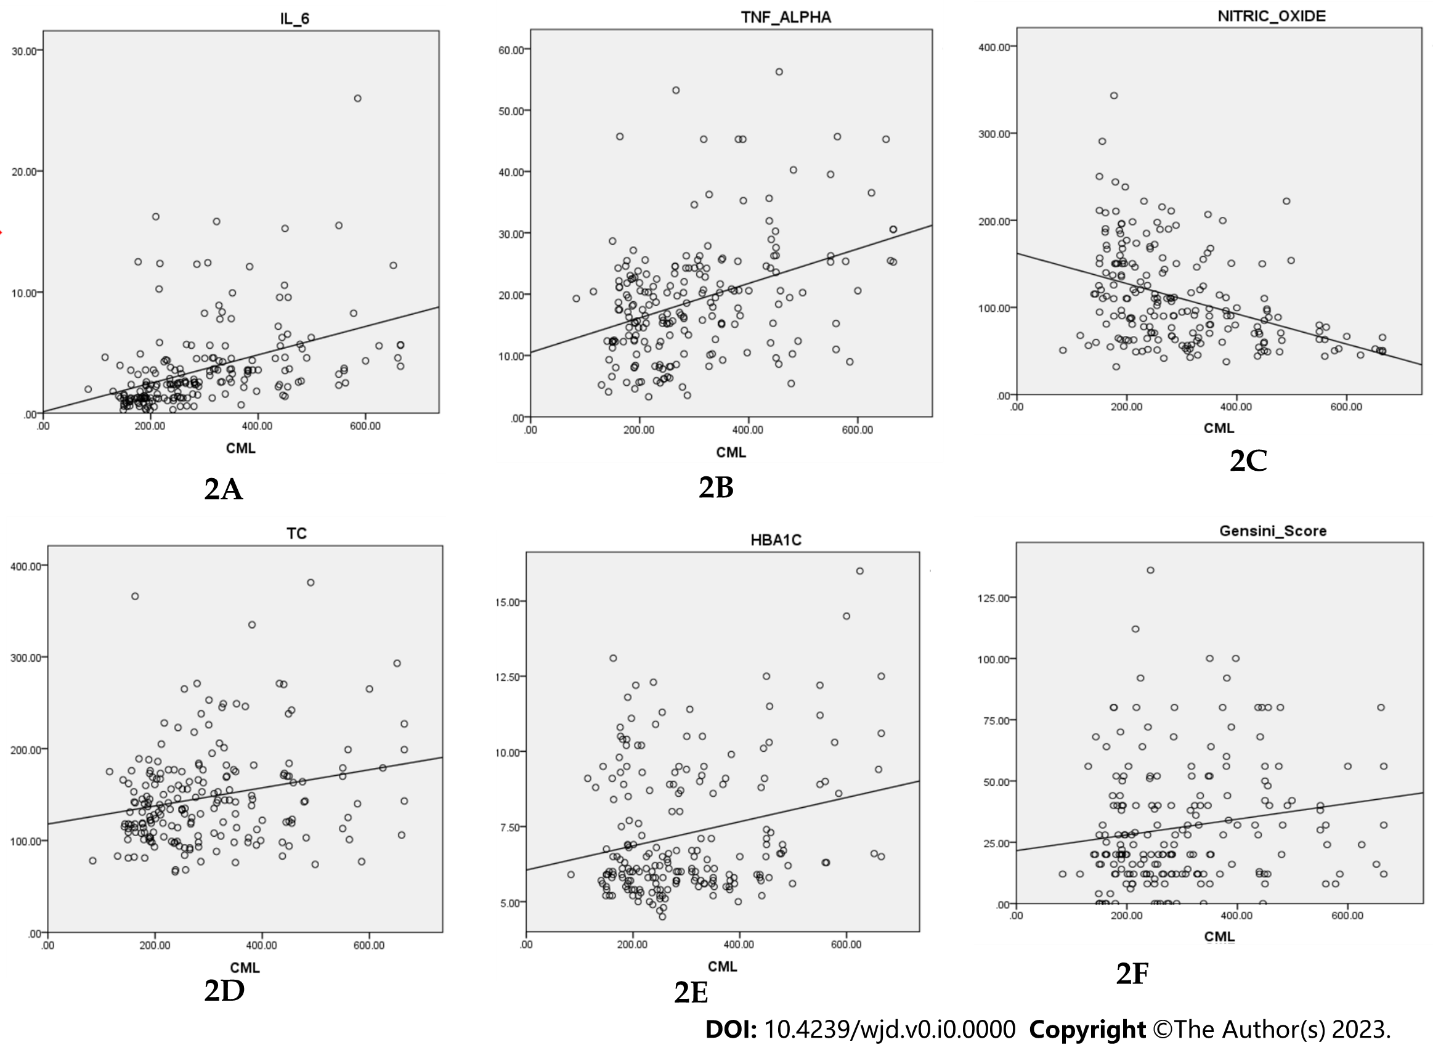 IL_6
30.00
20.00
10.00
.00
.00 200.00 400.00 600.00
CML
2A
TNF_ALPHA
60.00
50.00
40.00
30.00
20.00
10.00
.00
.00 200.00 400.00 600.00
CML
2B
NITRIC_OXIDE
400.00
300.00
200.00
100.00
.00
.00 200.00 400.00 600.00
CML
2C
TC
400.00
300.00
200.00
100.00
.00
.00 200.00 400.00 600.00
CML
2D
HBA1C
15.00
12.50
10.00
7.50
5.00
.00 200.00 400.00 600.00
CML
2E
Gensini_Score
125.00
100.00
75.00
50.00
25.00
.00
.00 200.00 400.00 600.00
CML
2F
DOI: 10.4239/wjd.v0.i0.0000 Copyright ©The Author(s) 2023.